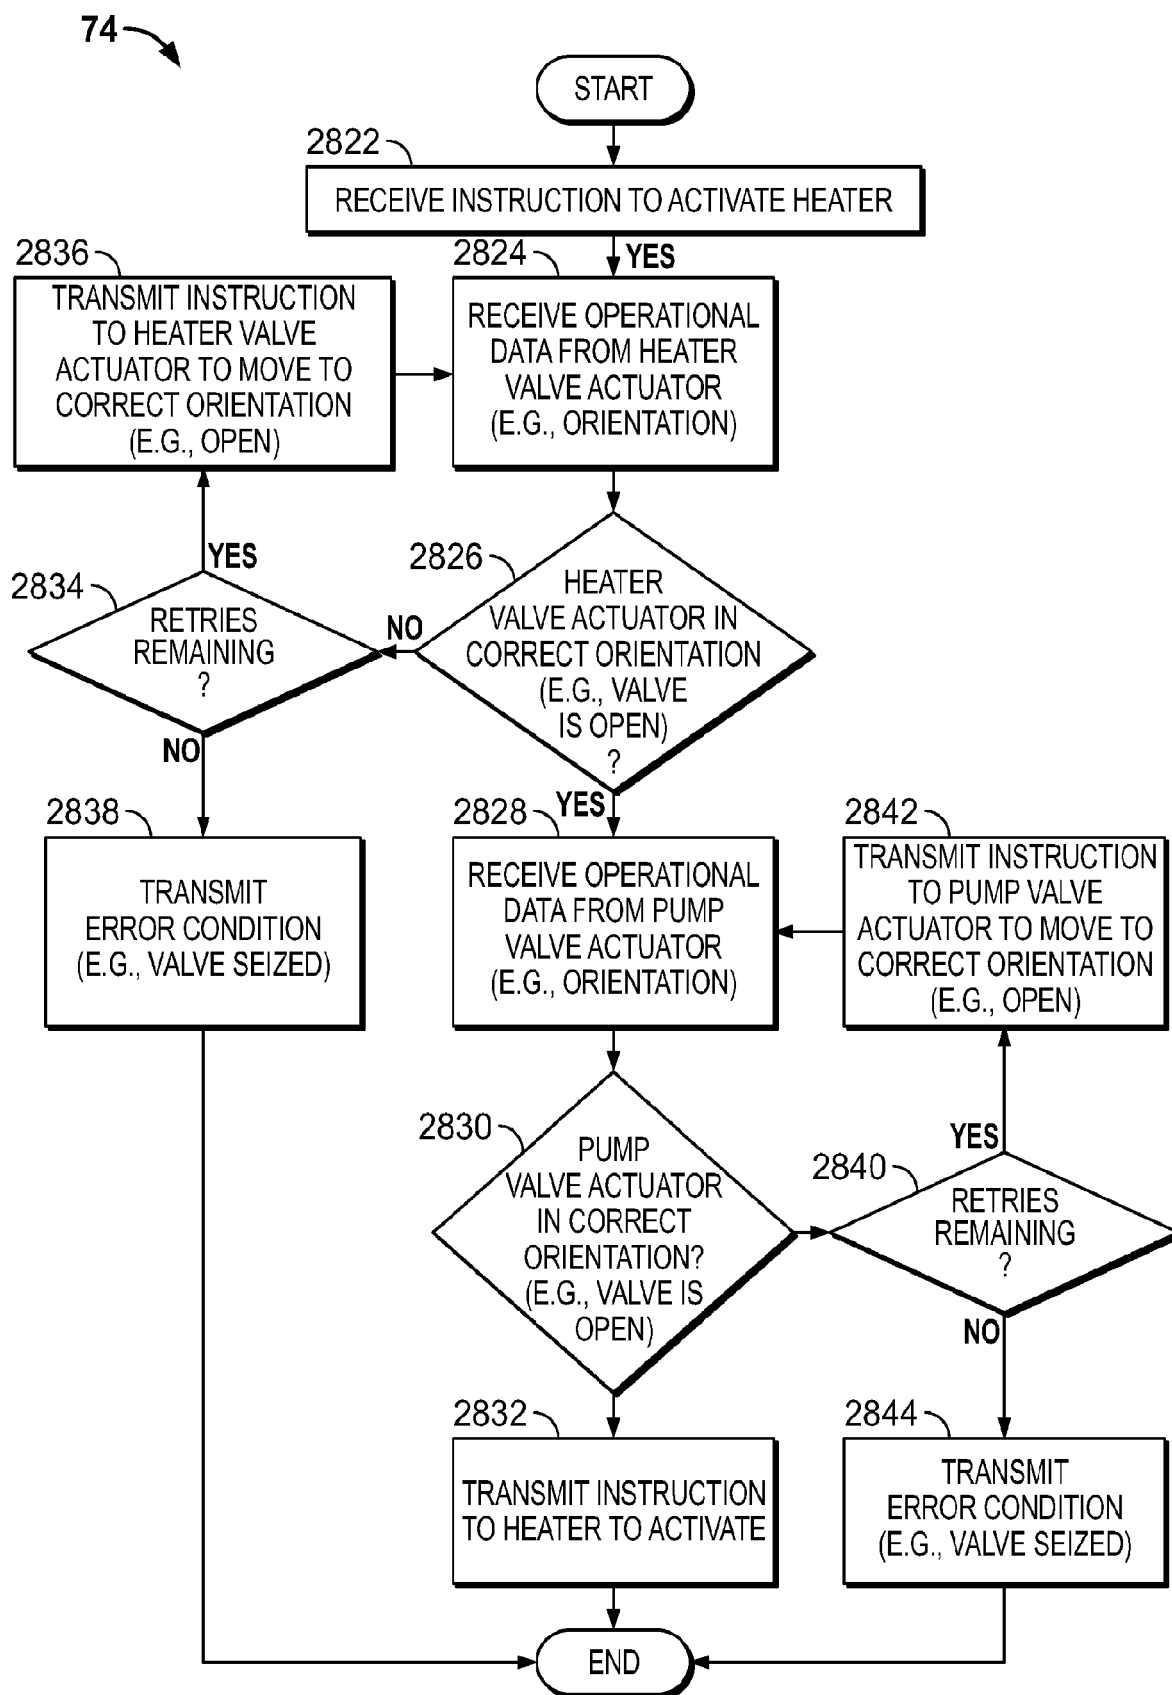 74
START
2822
RECEIVE INSTRUCTION TO ACTIVATE HEATER
YES
2836
TRANSMIT INSTRUCTION
TO HEATER VALVE
ACTUATOR TO MOVE TO
CORRECT ORIENTATION
(E.G., OPEN)
2824
RECEIVE OPERATIONAL
DATA FROM HEATER
VALVE ACTUATOR
(E.G., ORIENTATION)
YES
2834
RETRIES
REMAINING
?
NO
2826
HEATER
VALVE ACTUATOR IN
CORRECT ORIENTATION
(E.G., VALVE
IS OPEN)
?
NO
YES
2838
TRANSMIT
ERROR CONDITION
(E.G., VALVE SEIZED)
2828
RECEIVE OPERATIONAL
DATA FROM PUMP
VALVE ACTUATOR
(E.G., ORIENTATION)
2842
TRANSMIT INSTRUCTION
TO PUMP VALVE
ACTUATOR TO MOVE TO
CORRECT ORIENTATION
(E.G., OPEN)
2830
PUMP
VALVE ACTUATOR
IN CORRECT
ORIENTATION?
(E.G., VALVE IS
OPEN)
YES
2840
RETRIES
REMAINING
?
NO
2832
TRANSMIT INSTRUCTION
TO HEATER TO ACTIVATE
2844
TRANSMIT
ERROR CONDITION
(E.G., VALVE SEIZED)
END